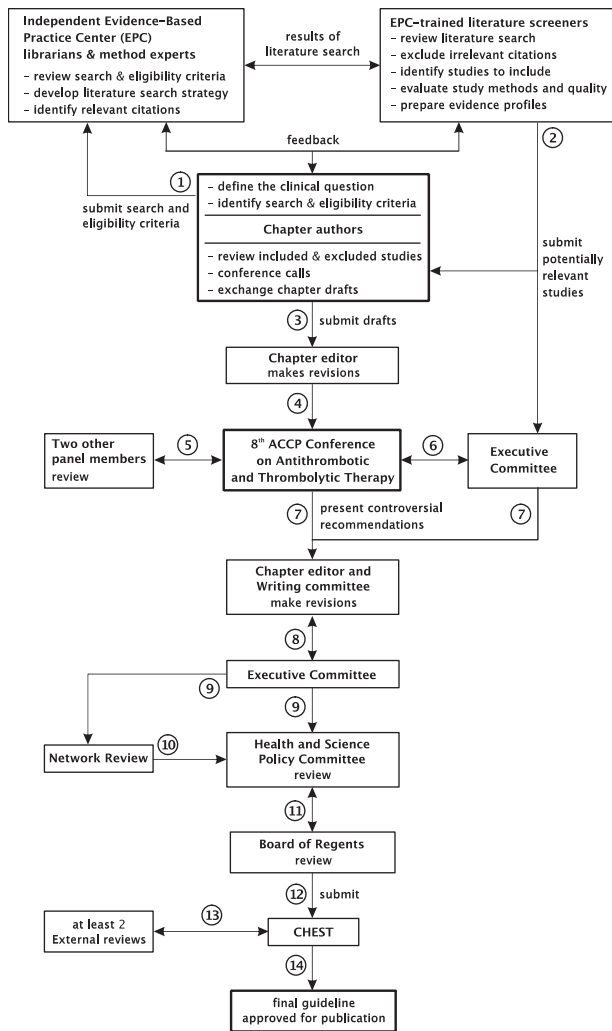 Independent Evidence-Based
Practice Center (EPC)
librarians & method experts
- review search & eligibility criteria
- develop literature search strategy
- identify relevant citations
results of
literature search
EPC-trained literature screeners
- review literature search
- exclude irrelevant citations
- identify studies to include
- evaluate study methods and quality
- prepare evidence profiles
feedback
1
submit search and
eligibility criteria
2
submit
potentially
relevant
studies
- define the clinical question
- identify search & eligibility criteria
Chapter authors
- review included & excluded studies
- conference calls
- exchange chapter drafts
3 submit drafts
Chapter editor
makes revisions
4
Two other
panel members
review
5
8th ACCP Conference
on Antithrombotic
and Thrombolytic Therapy
6
Executive
Committee
7 present controversial
recommendations
7
Chapter editor and
Writing committee
make revisions
8
Executive Committee
9
9
Network Review
10
Health and Science
Policy Committee
review
11
Board of Regents
review
12 submit
at least 2
External reviews
13
CHEST
14
final guideline
approved for publication